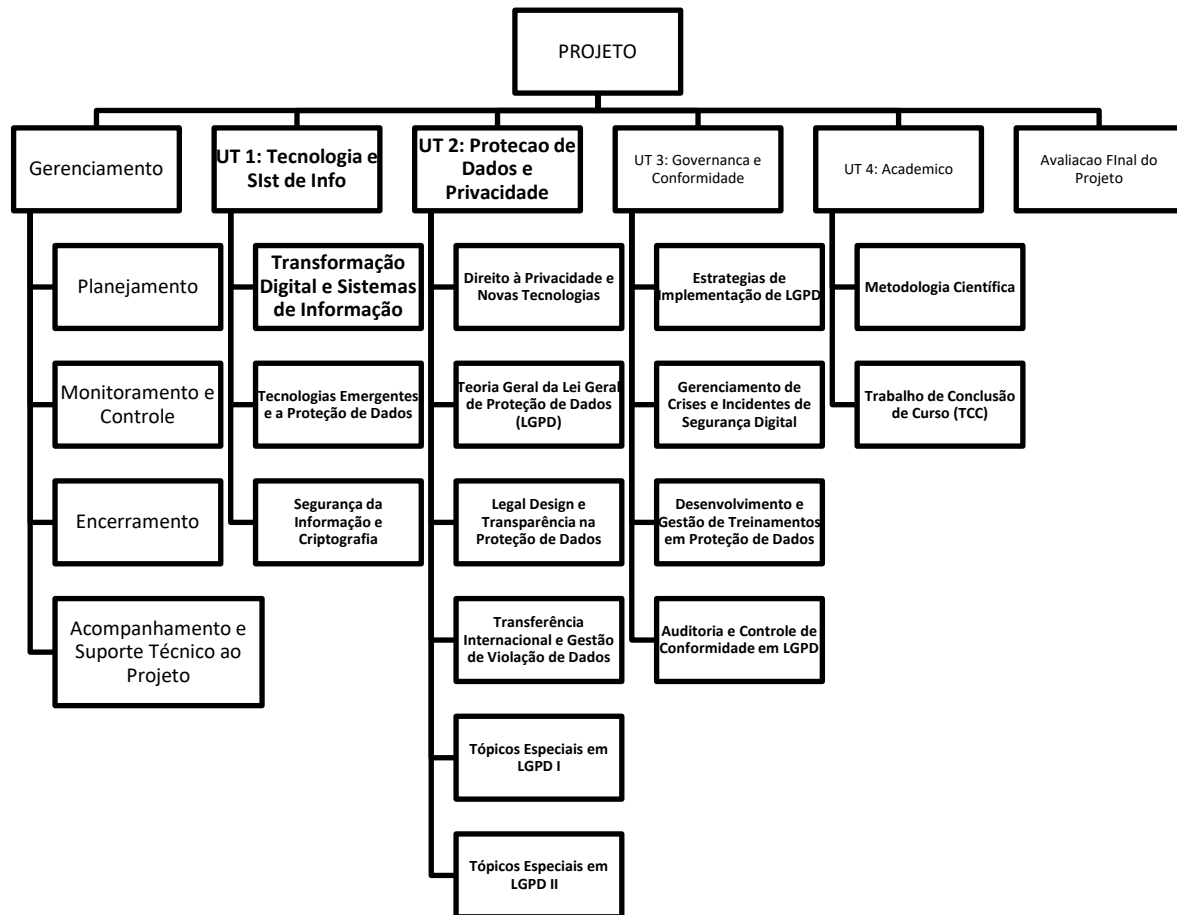 PROJETO
Gerenciamento
UT 1: Tecnologia e
SIst de Info
UT 2: Protecao de
Dados e
Privacidade
UT 3: Governanca e
Conformidade
UT 4: Academico
Avaliacao FInal do
Projeto
Planejamento
Monitoramento e
Controle
Encerramento
Acompanhamento e
Suporte Técnico ao
Projeto
Transformação
Digital e Sistemas
de Informação
Tecnologias Emergentes
e a Proteção de Dados
Segurança da
Informação e
Criptografia
Direito à Privacidade e
Novas Tecnologias
Teoria Geral da Lei Geral
de Proteção de Dados
(LGPD)
Legal Design e
Transparência na
Proteção de Dados
Transferência
Internacional e Gestão
de Violação de Dados
Tópicos Especiais em
LGPD I
Tópicos Especiais em
LGPD II
Estrategias de
Implementação de LGPD
Gerenciamento de
Crises e Incidentes de
Segurança Digital
Desenvolvimento e
Gestão de Treinamentos
em Proteção de Dados
Auditoria e Controle de
Conformidade em LGPD
Metodologia Científica
Trabalho de Conclusão
de Curso (TCC)